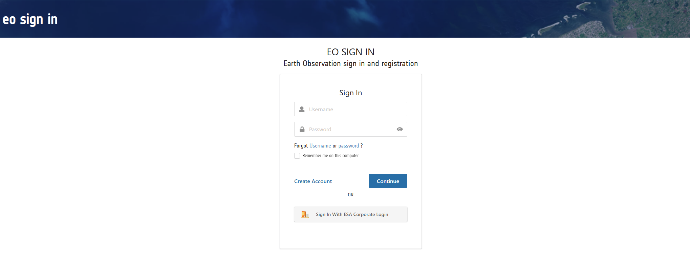 eo sign in
EO SIGN IN
Earth Observation sign in and registration
Sign In
Username
Password
Forgot Username or password ?
Remember me on this computer
Create Account
Continue
OR
Sign In With ESA Corporate Login